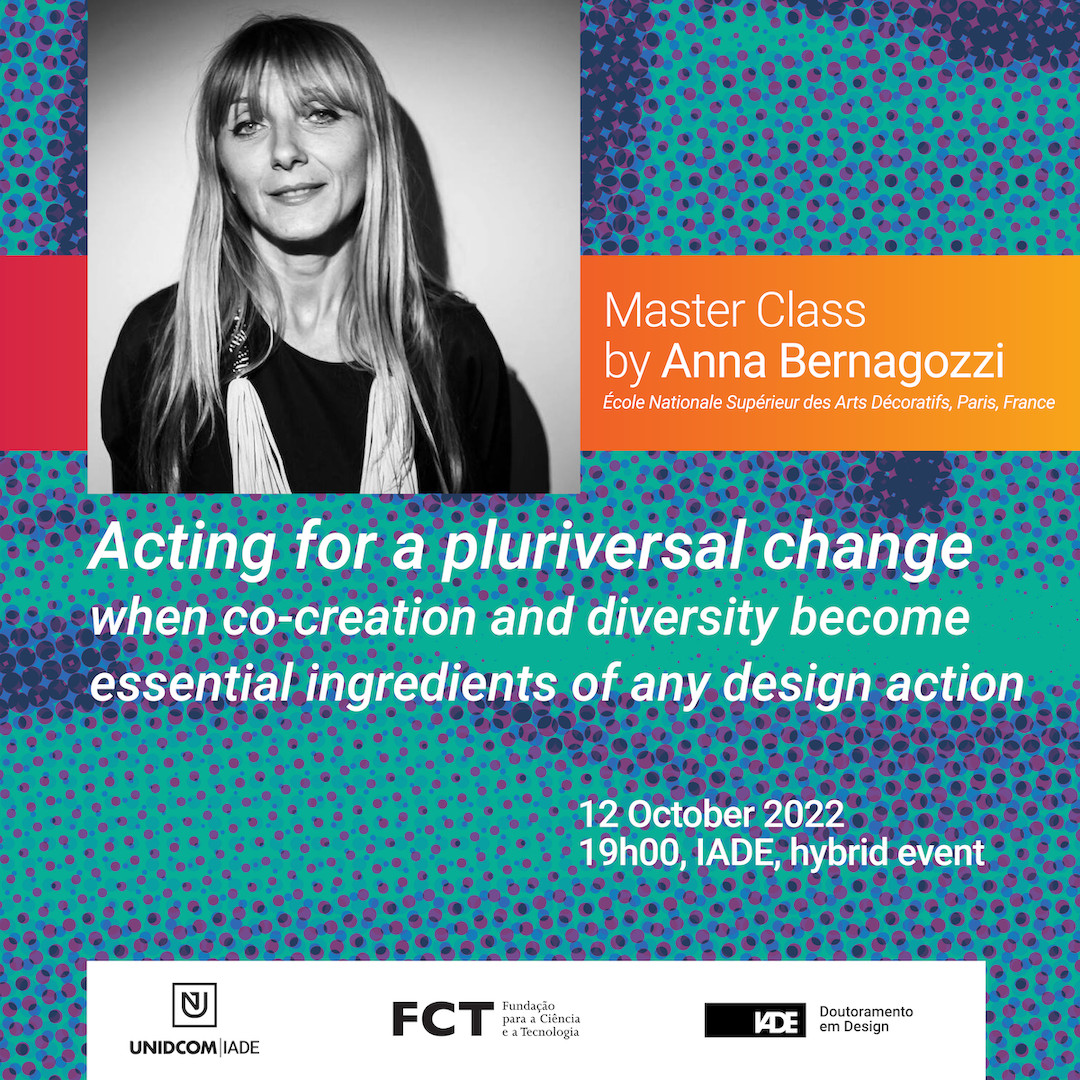 Master Class
by Anna Bernagozzi
École Nationale Supérieur des Arts Décoratifs, Paris, France
Acting for a pluriversal change
when co-creation and diversity become
essential ingredients of any design action
12 October 2022
19h00, IADE, hybrid event
UNIDCOM|IADE
FCT
Fundação
para a Ciência
e a Tecnologia
IADE
Doutoramento
em Design